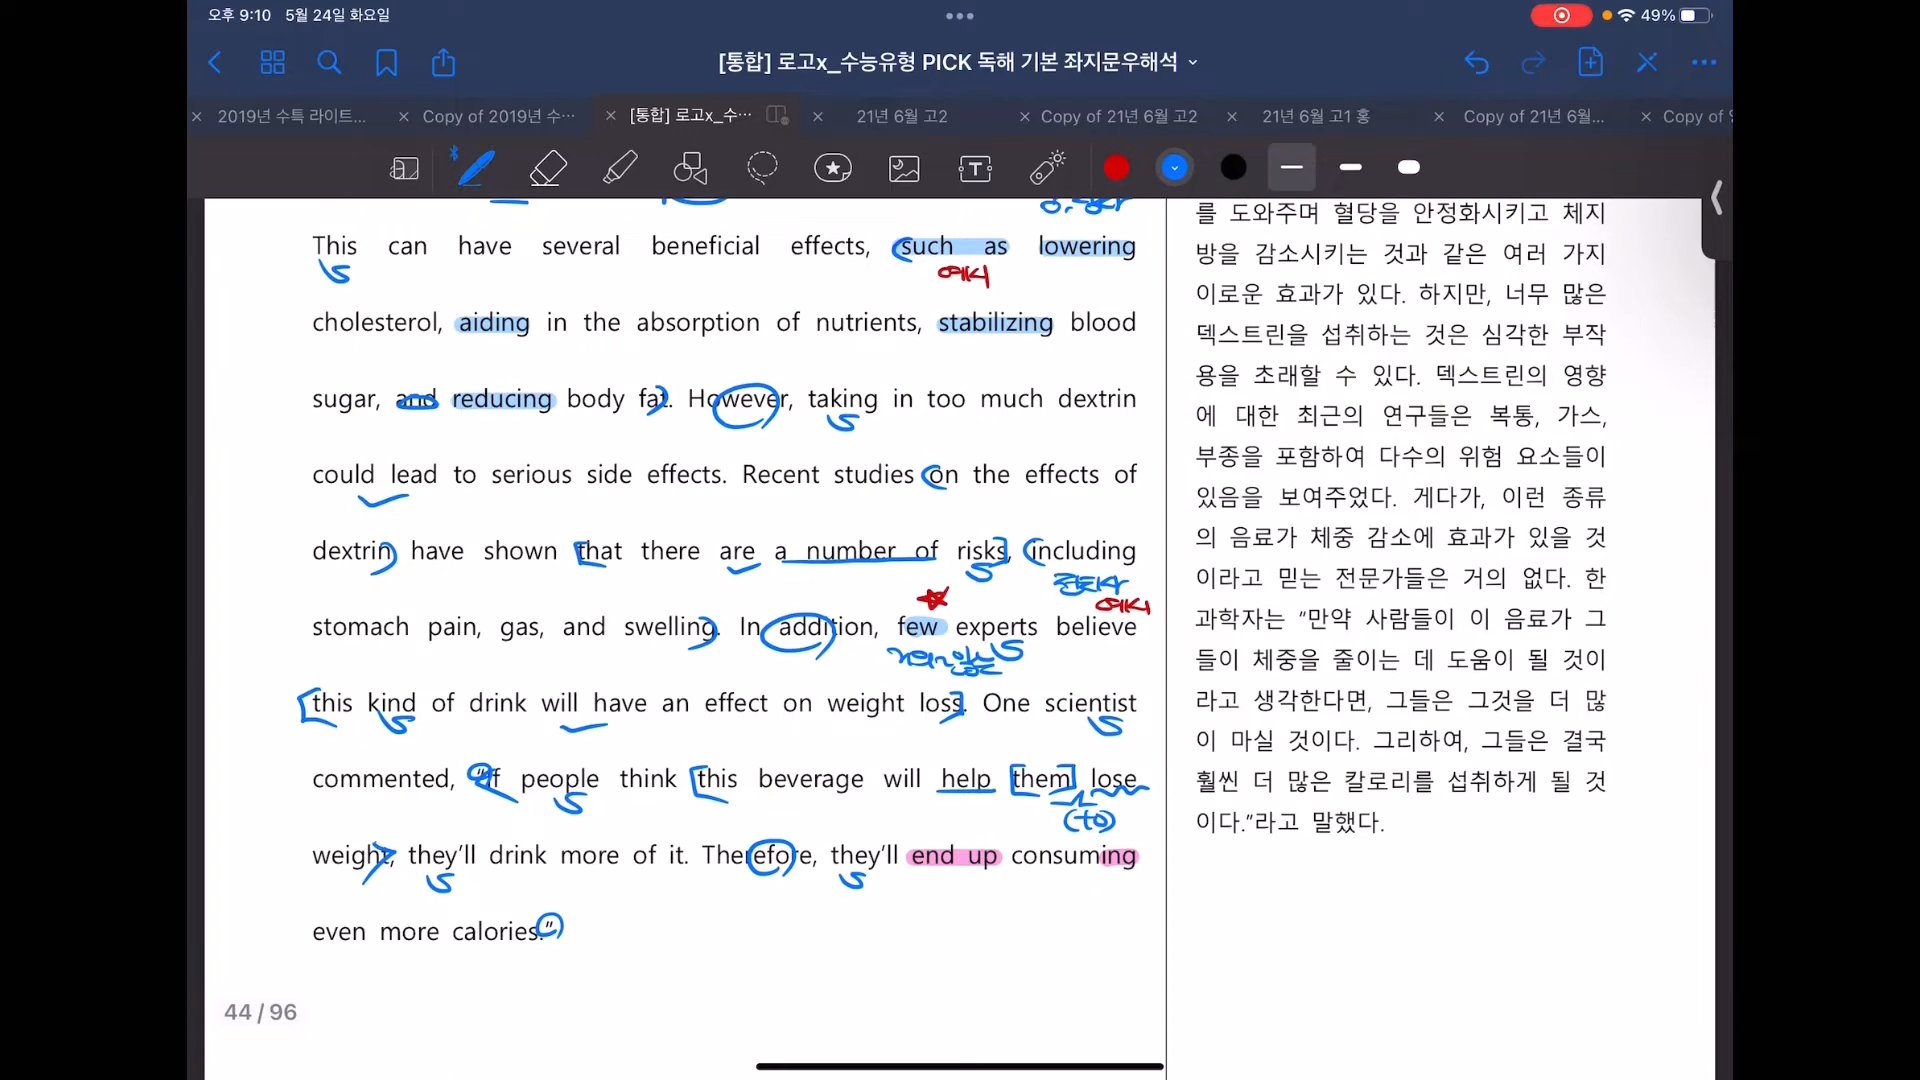 오후 9:10 5월 24일 화요일
49%
[통합] 로고x_수능유형 PICK 독해 기본 좌지문우해석
2019년 수특 라이트...
Copy of 2019년 수...
[통합] 로고x_수...
21년 6월 고2
Copy of 21년 6월 고2
21년 6월 고1 홍
Copy of 21년 6월...
Copy of
This can have several beneficial effects, such as lowering
S
예시
cholesterol, aiding in the absorption of nutrients, stabilizing blood
sugar, and reducing body fat. However, taking in too much dextrin
S
could lead to serious side effects. Recent studies on the effects of
dextrin have shown that there are a number of risks, including
S
전치사
예시
stomach pain, gas, and swelling. In addition, few experts believe
거의 ~ 않는
S
this kind of drink will have an effect on weight loss. One scientist
S
S
commented, “If people think this beverage will help them lose
S
(to)
weight, they’ll drink more of it. Therefore, they’ll end up consuming
S
S
even more calories.”
44 / 96
를 도와주며 혈당을 안정화시키고 체지
방을 감소시키는 것과 같은 여러 가지
이로운 효과가 있다. 하지만, 너무 많은
덱스트린을 섭취하는 것은 심각한 부작
용을 초래할 수 있다. 덱스트린의 영향
에 대한 최근의 연구들은 복통, 가스,
부종을 포함하여 다수의 위험 요소들이
있음을 보여주었다. 게다가, 이런 종류
의 음료가 체중 감소에 효과가 있을 것
이라고 믿는 전문가들은 거의 없다. 한
과학자는 “만약 사람들이 이 음료가 그
들이 체중을 줄이는 데 도움이 될 것이
라고 생각한다면, 그들은 그것을 더 많
이 마실 것이다. 그리하여, 그들은 결국
훨씬 더 많은 칼로리를 섭취하게 될 것
이다.”라고 말했다.